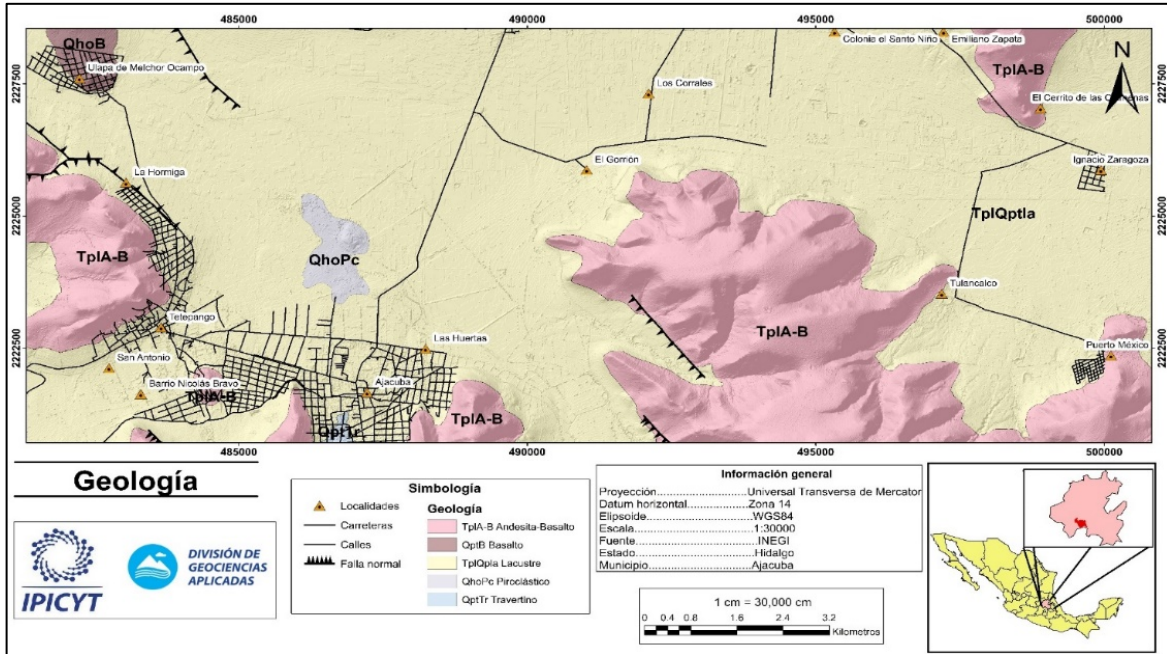 485000 490000 495000 500000
QhoB
Ulapa de Melchor Ocampo
Colonia el Santo Niño
Emiliano Zapata
N
2227500
2227500
TplA-B
Los Corrales
El Cerrito de las
La Hormiga
El Gorrión
Ignacio Zaragoza
2225000
2225000
TplQptla
TplA-B
QhoPc
Tulancalco
Tetepango
TplA-B
2222500
2222500
Las Huertas
Puerto México
San Antonio
Barrio Nicolás Bravo
Ajacuba
TplA-B
TplA-B
QptTr
485000 490000 495000 500000
Geología
IPICYT
DIVISIÓN DE
GEOCIENCIAS
APLICADAS
Simbología
Localidades
Carreteras
Calles
Falla normal
Geología
TplA-B Andesita-Basalto
QptB Basalto
TplQpla Lacustre
QhoPc Piroclástico
QptTr Travertino
Información general
Proyección Universal Transversa de Mercator
Datum horizontal Zona 14
Elipsoide WGS84
Escala 1:30000
Fuente INEGI
Estado Hidalgo
Municipio Ajacuba
1 cm = 30,000 cm
0 0.4 0.8 1.6 2.4 3.2
Kilometros